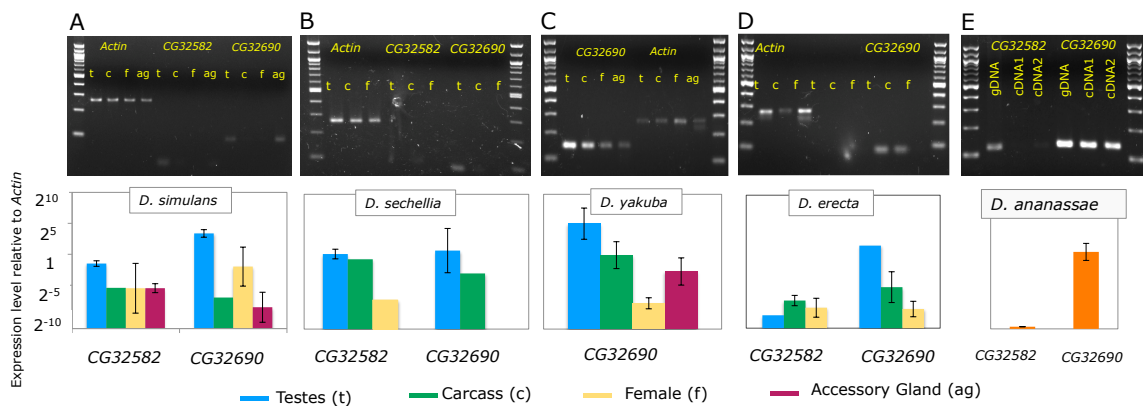 A B C D E
Actin CG32582 CG32690
t c f ag t c f ag t c f ag
Actin CG32582 CG32690
t c f t c f t c f
CG32690 Actin
t c f ag t c f ag
Actin CG32690
t c f t c f
CG32582 CG32690
gDNA cDNA1 cDNA2 gDNA cDNA1 cDNA2
Expression level relative to Actin
2^10
2^5
1
2^-5
2^-10
D. simulans
D. sechellia
D. yakuba
D. erecta
D. ananassae
CG32582 CG32690
CG32582 CG32690
CG32690
CG32582 CG32690
CG32582 CG32690
Testes (t) Carcass (c) Female (f) Accessory Gland (ag)